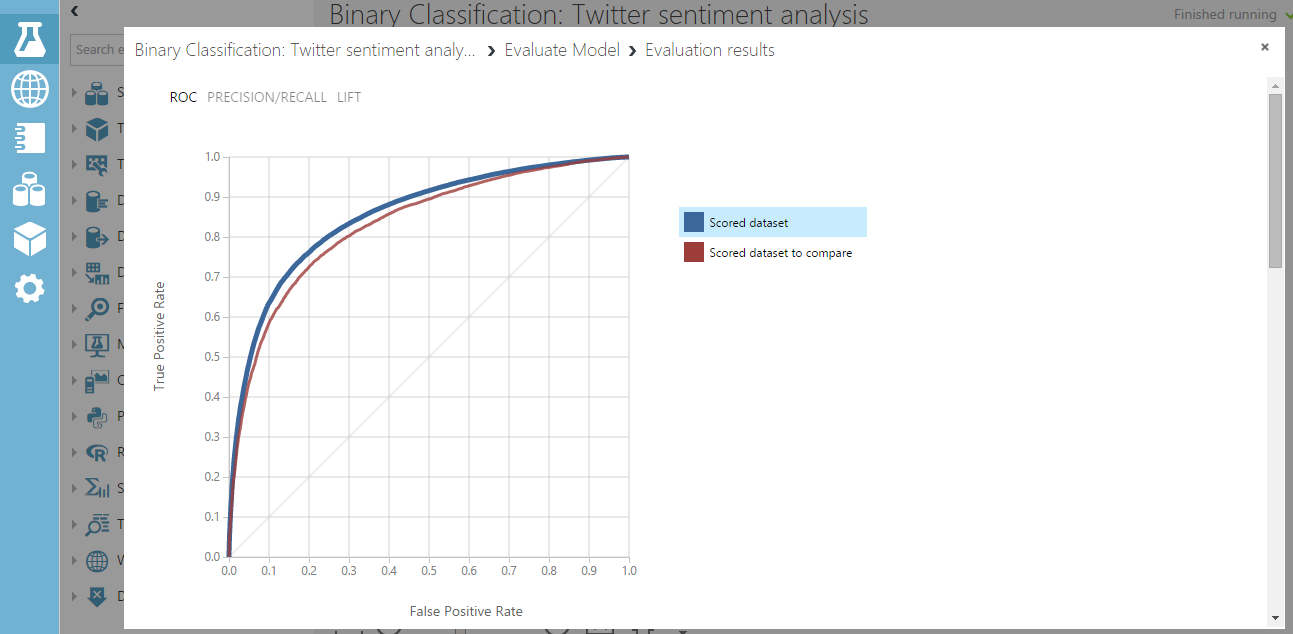 Binary Classification: Twitter sentiment analysis
Finished running
Search e
Binary Classification: Twitter sentiment analy... › Evaluate Model › Evaluation results
×
ROC PRECISION/RECALL LIFT
S
T
T
D
D
D
F
M
C
P
R
S
T
W
D
True Positive Rate
1.0
0.9
0.8
0.7
0.6
0.5
0.4
0.3
0.2
0.1
0.0
0.0 0.1 0.2 0.3 0.4 0.5 0.6 0.7 0.8 0.9 1.0
False Positive Rate
Scored dataset
Scored dataset to compare